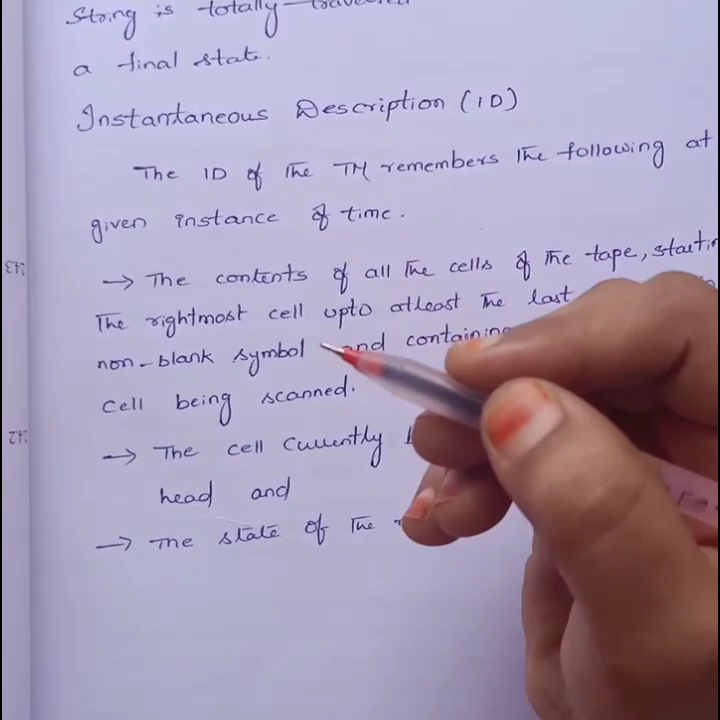 String is totally
a final state.
Instantaneous Description (ID)
The ID of the TM remembers the following at
given instance of time.
→ The contents of all the cells of the tape,
The rightmost cell upto atleast the last
non-blank symbol and
cell being scanned.
→ The cell currently
head and
→ The state of the
243
242